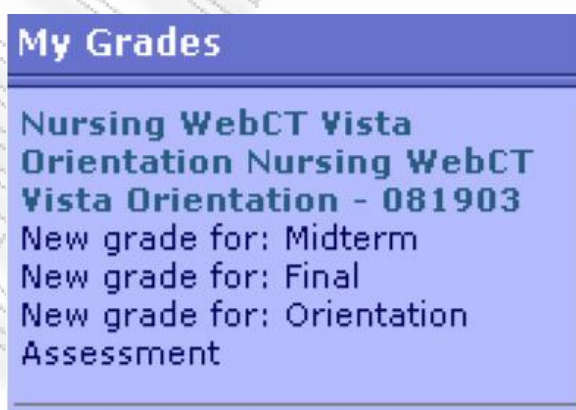 My Grades
Nursing WebCT Vista
Orientation Nursing WebCT
Vista Orientation - 081903
New grade for: Midterm
New grade for: Final
New grade for: Orientation
Assessment